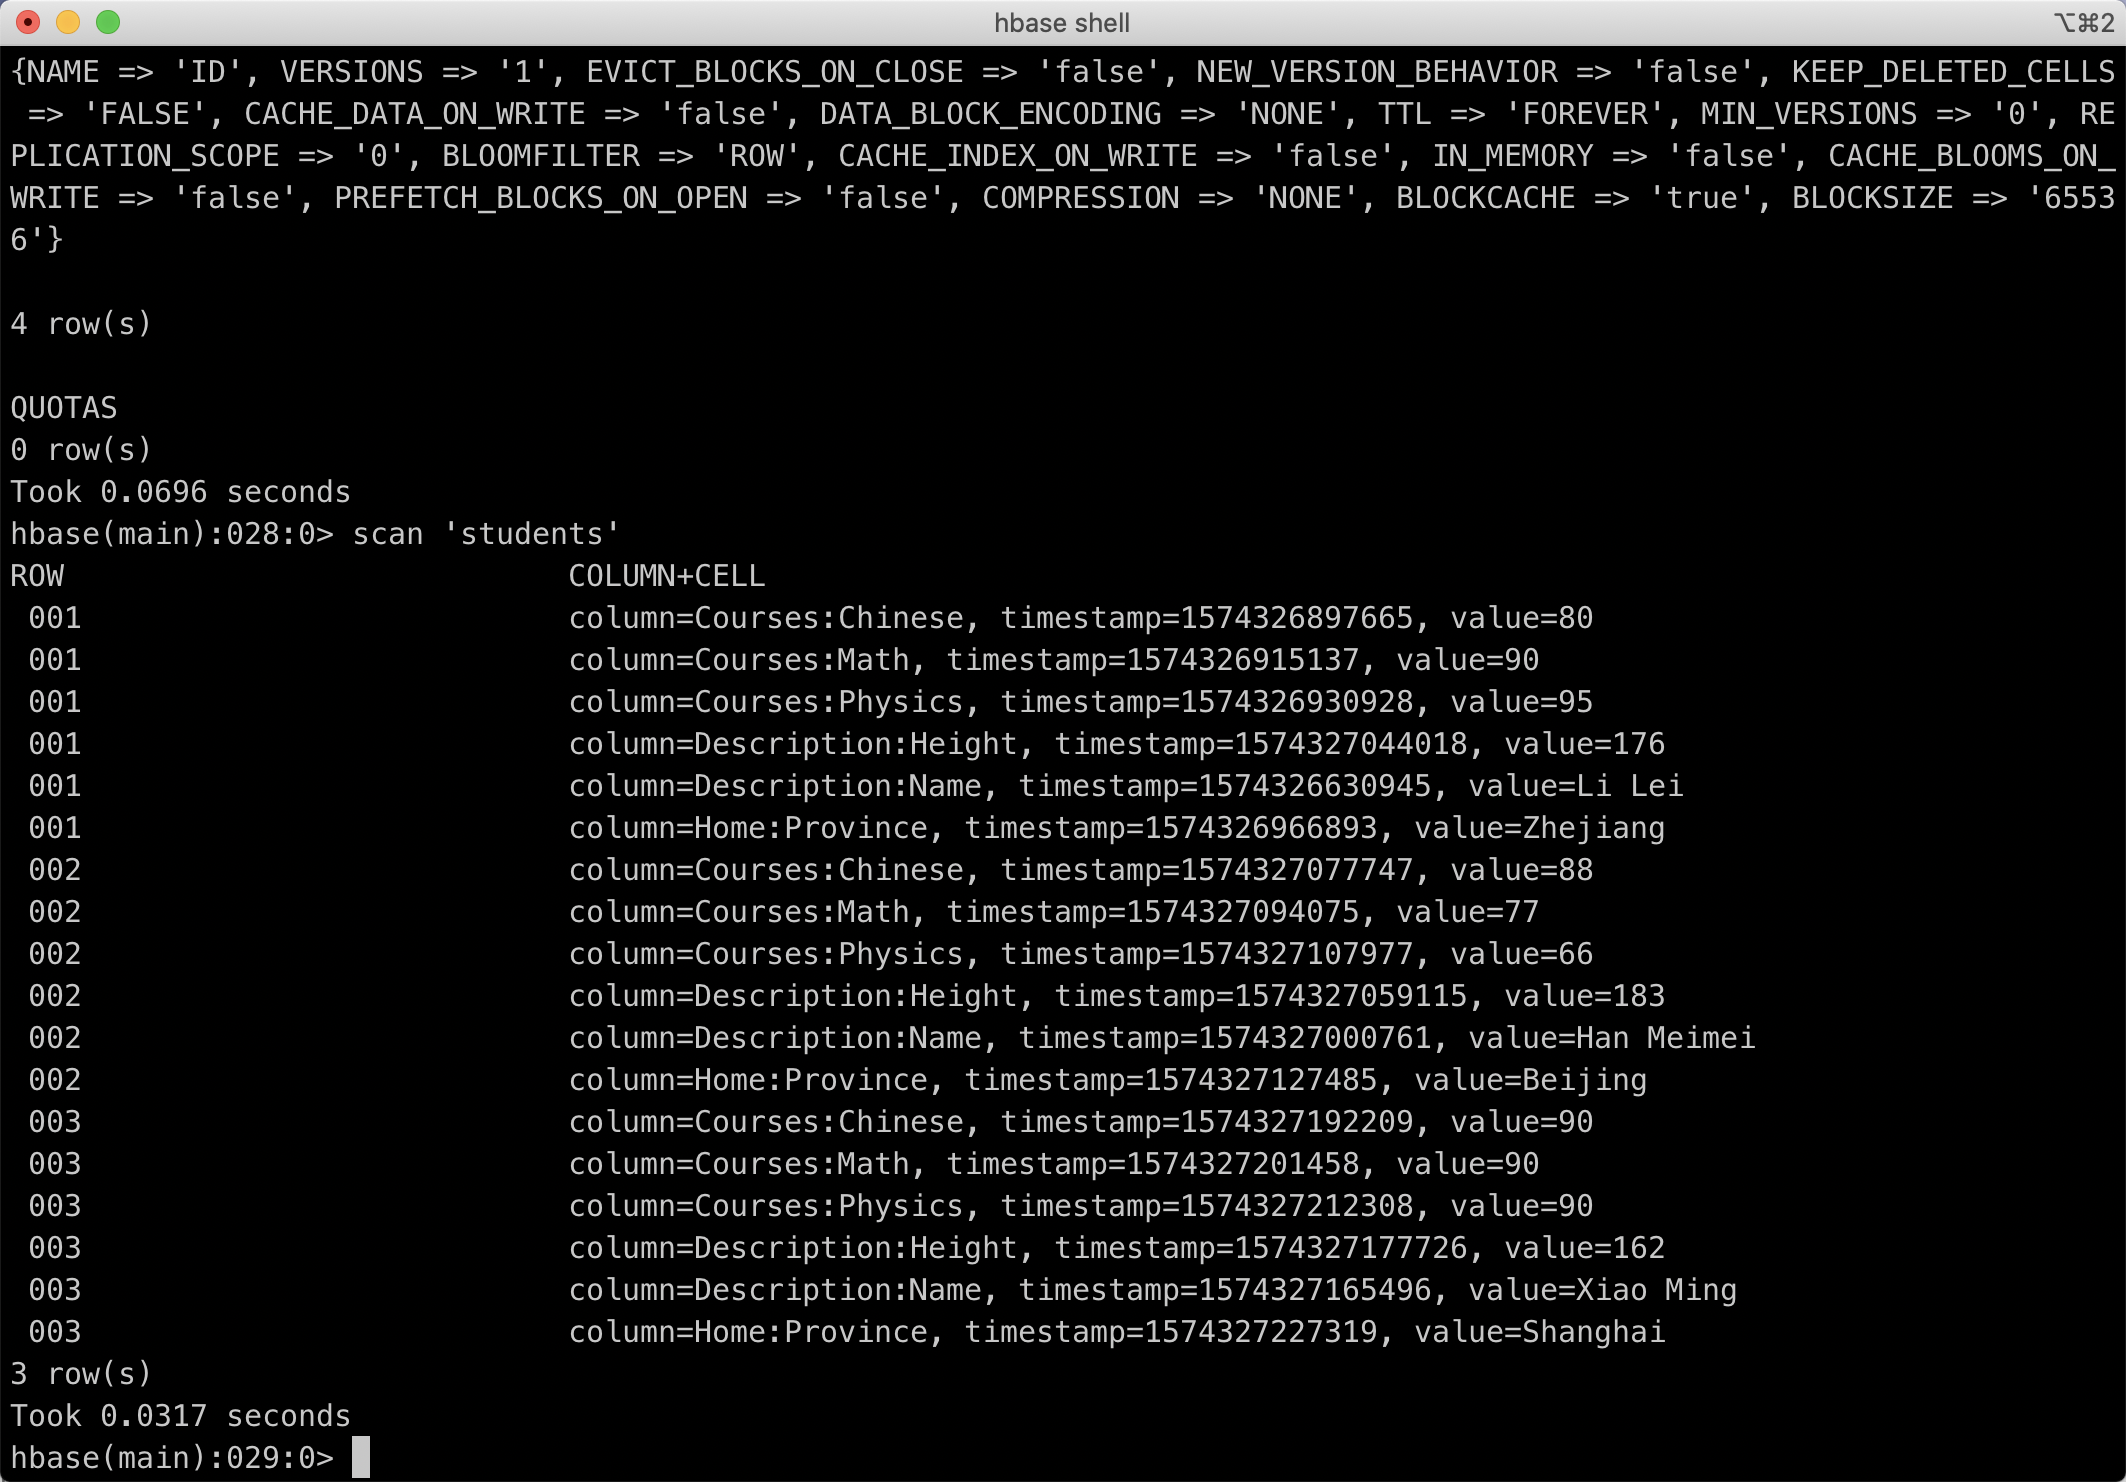 hbase shell
⌥⌘2
{NAME => 'ID', VERSIONS => '1', EVICT_BLOCKS_ON_CLOSE => 'false', NEW_VERSION_BEHAVIOR => 'false', KEEP_DELETED_CELLS
 => 'FALSE', CACHE_DATA_ON_WRITE => 'false', DATA_BLOCK_ENCODING => 'NONE', TTL => 'FOREVER', MIN_VERSIONS => '0', RE
PLICATION_SCOPE => '0', BLOOMFILTER => 'ROW', CACHE_INDEX_ON_WRITE => 'false', IN_MEMORY => 'false', CACHE_BLOOMS_ON_
WRITE => 'false', PREFETCH_BLOCKS_ON_OPEN => 'false', COMPRESSION => 'NONE', BLOCKCACHE => 'true', BLOCKSIZE => '6553
6'}
4 row(s)
QUOTAS
0 row(s)
Took 0.0696 seconds
hbase(main):028:0> scan 'students'
ROW                            COLUMN+CELL
 001                           column=Courses:Chinese, timestamp=1574326897665, value=80
 001                           column=Courses:Math, timestamp=1574326915137, value=90
 001                           column=Courses:Physics, timestamp=1574326930928, value=95
 001                           column=Description:Height, timestamp=1574327044018, value=176
 001                           column=Description:Name, timestamp=1574326630945, value=Li Lei
 001                           column=Home:Province, timestamp=1574326966893, value=Zhejiang
 002                           column=Courses:Chinese, timestamp=1574327077747, value=88
 002                           column=Courses:Math, timestamp=1574327094075, value=77
 002                           column=Courses:Physics, timestamp=1574327107977, value=66
 002                           column=Description:Height, timestamp=1574327059115, value=183
 002                           column=Description:Name, timestamp=1574327000761, value=Han Meimei
 002                           column=Home:Province, timestamp=1574327127485, value=Beijing
 003                           column=Courses:Chinese, timestamp=1574327192209, value=90
 003                           column=Courses:Math, timestamp=1574327201458, value=90
 003                           column=Courses:Physics, timestamp=1574327212308, value=90
 003                           column=Description:Height, timestamp=1574327177726, value=162
 003                           column=Description:Name, timestamp=1574327165496, value=Xiao Ming
 003                           column=Home:Province, timestamp=1574327227319, value=Shanghai
3 row(s)
Took 0.0317 seconds
hbase(main):029:0>